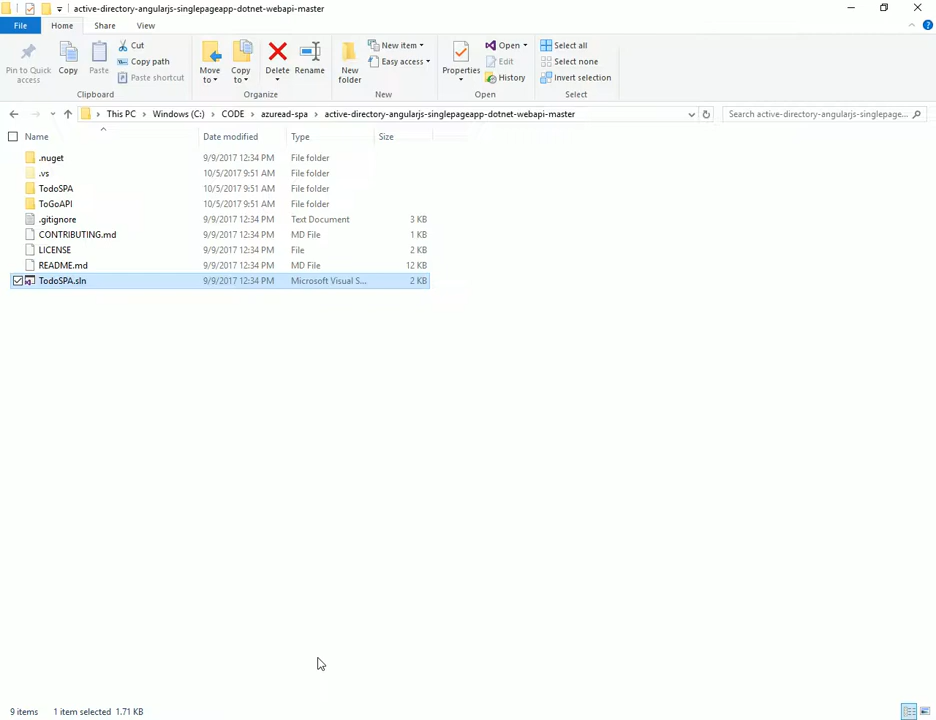 active-directory-angularjs-singlepageapp-dotnet-webapi-master
File Home Share View
Pin to Quick access
Copy
Paste
Cut
Copy path
Paste shortcut
Clipboard
Move to
Copy to
Delete
Rename
Organize
New folder
New item
Easy access
New
Properties
Open
Edit
History
Open
Select all
Select none
Invert selection
Select
This PC > Windows (C:) > CODE > azuread-spa > active-directory-angularjs-singlepageapp-dotnet-webapi-master
Search active-directory-angularjs-singlepage...
Name Date modified Type Size
.nuget 9/9/2017 12:34 PM File folder
.vs 10/5/2017 9:51 AM File folder
TodoSPA 10/5/2017 9:51 AM File folder
ToGoAPI 10/5/2017 9:51 AM File folder
.gitignore 9/9/2017 12:34 PM Text Document 3 KB
CONTRIBUTING.md 9/9/2017 12:34 PM MD File 1 KB
LICENSE 9/9/2017 12:34 PM File 2 KB
README.md 9/9/2017 12:34 PM MD File 12 KB
TodoSPA.sln 9/9/2017 12:34 PM Microsoft Visual S... 2 KB
9 items 1 item selected 1.71 KB